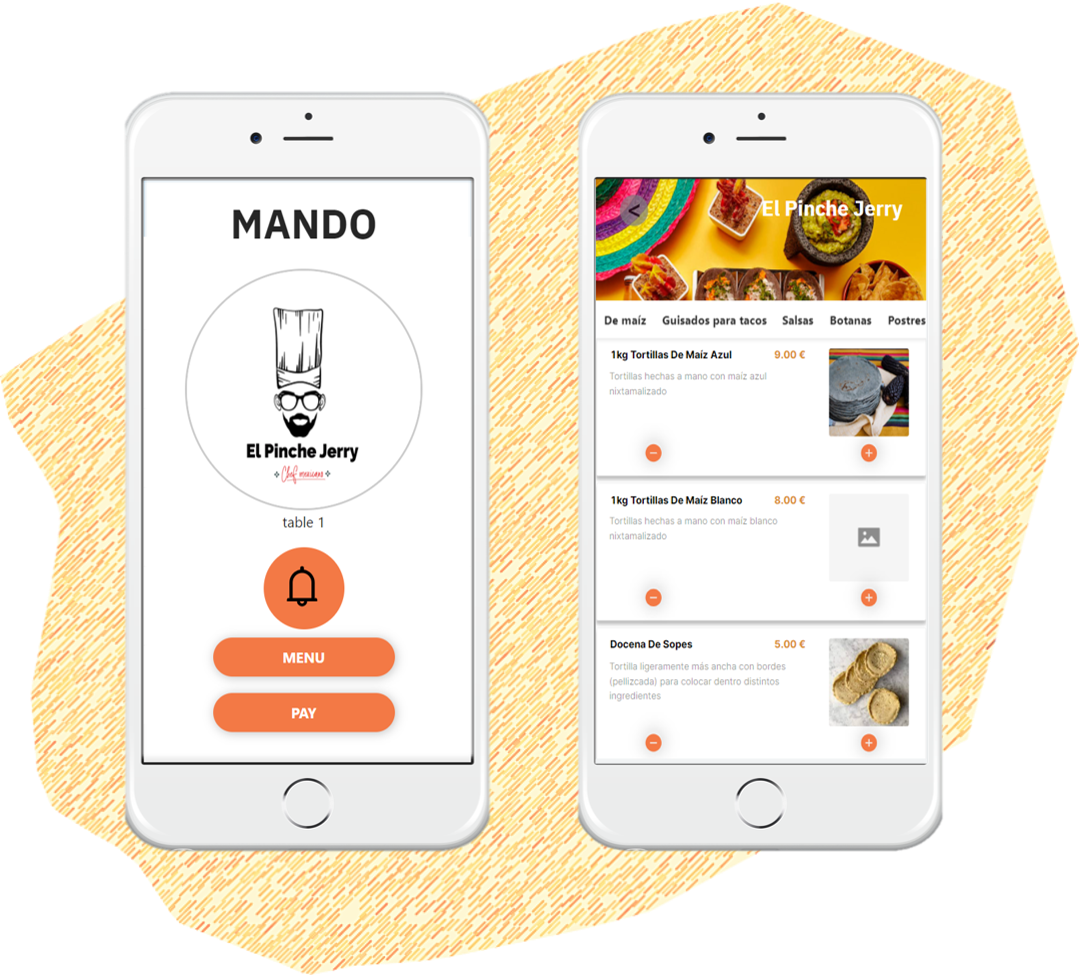 MANDO
El Pinche Jerry
Chef mexicano
table 1
MENU
PAY
<
El Pinche Jerry
De maíz Guisados para tacos Salsas Botanas Postres
1kg Tortillas De Maíz Azul 9.00 €
Tortillas hechas a mano con maíz azul
nixtamalizado
− +
1kg Tortillas De Maíz Blanco 8.00 €
Tortillas hechas a mano con maíz blanco
nixtamalizado
− +
Docena De Sopes 5.00 €
Tortilla ligeramente más ancha con bordes
(pellizcada) para colocar dentro distintos
ingredientes
− +